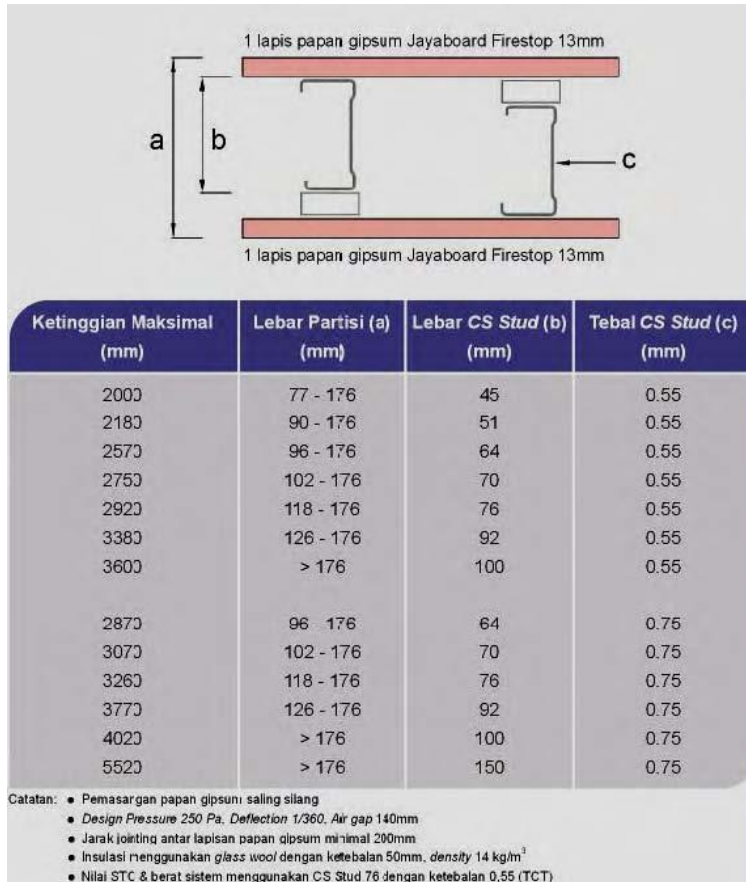 1 lapis papan gipsum Jayaboard Firestop 13mm
a
b
c
1 lapis papan gipsum Jayaboard Firestop 13mm
Ketinggian Maksimal (mm) Lebar Partisi (a) (mm) Lebar CS Stud (b) (mm) Tebal CS Stud (c) (mm)
2000 77 - 176 45 0.55
2180 90 - 176 51 0.55
2570 96 - 176 64 0.55
2750 102 - 176 70 0.55
2920 118 - 176 76 0.55
3380 126 - 176 92 0.55
3600 > 176 100 0.55
2870 96 - 176 64 0.75
3070 102 - 176 70 0.75
3260 118 - 176 76 0.75
3770 126 - 176 92 0.75
4020 > 176 100 0.75
5520 > 176 150 0.75
Catatan: • Pemasangan papan gipsum saling silang
• Design Pressure 250 Pa, Deflection 1/360, Air gap 140mm
• Jarak jointing antar lapisan papan gipsum minimal 200mm
• Insulasi menggunakan glass wool dengan ketebalan 50mm, density 14 kg/m³
• Nilai STC & berat sistem menggunakan CS Stud 76 dengan ketebalan 0,55 (TCT)